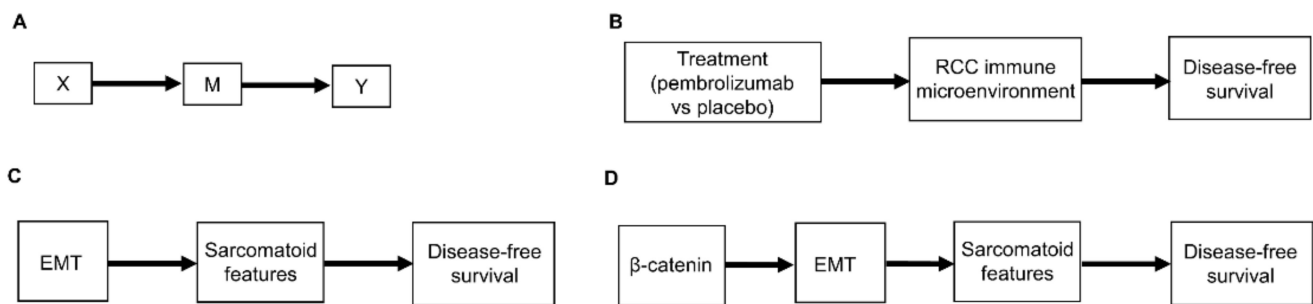 A
X
M
Y
B
Treatment
(pembrolizumab
vs placebo)
RCC immune
microenvironment
Disease-free
survival
C
EMT
Sarcomatoid
features
Disease-free
survival
D
β-catenin
EMT
Sarcomatoid
features
Disease-free
survival